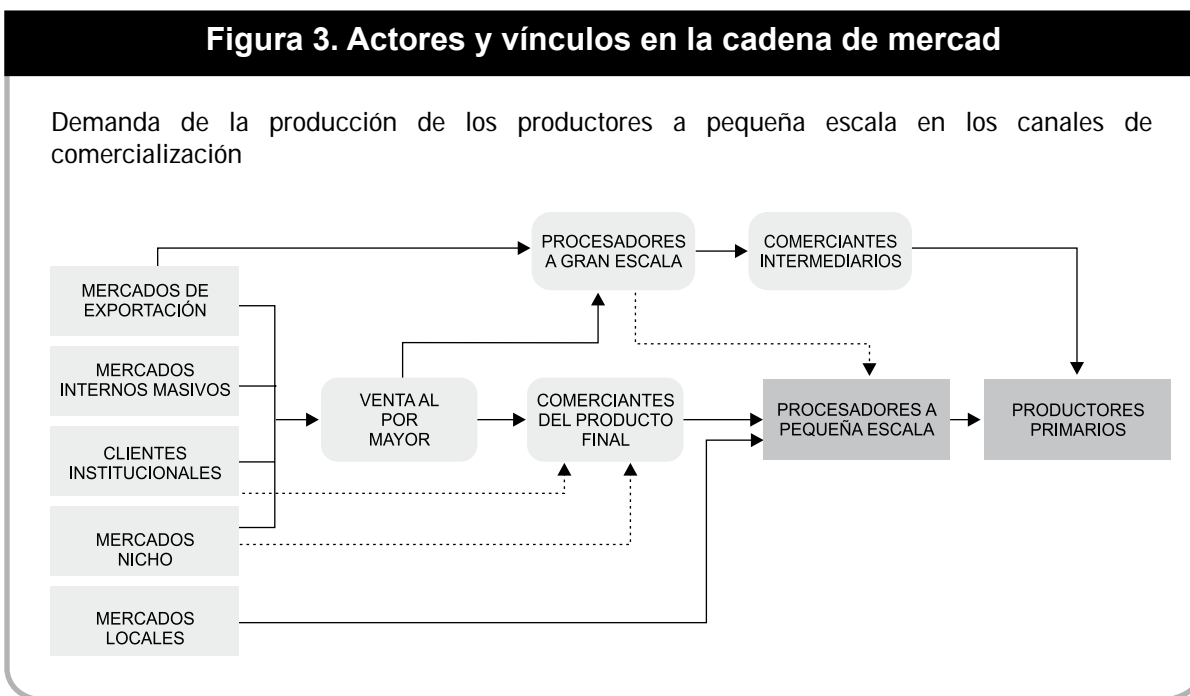 Figura 3. Actores y vínculos en la cadena de mercad
Demanda de la producción de los productores a pequeña escala en los canales de
comercialización
PROCESADORES
A GRAN ESCALA
COMERCIANTES
INTERMEDIARIOS
MERCADOS DE
EXPORTACIÓN
MERCADOS
INTERNOS MASIVOS
CLIENTES
INSTITUCIONALES
MERCADOS
NICHO
MERCADOS
LOCALES
VENTA AL
POR
MAYOR
COMERCIANTES
DEL PRODUCTO
FINAL
PROCESADORES A
PEQUEÑA ESCALA
PRODUCTORES
PRIMARIOS